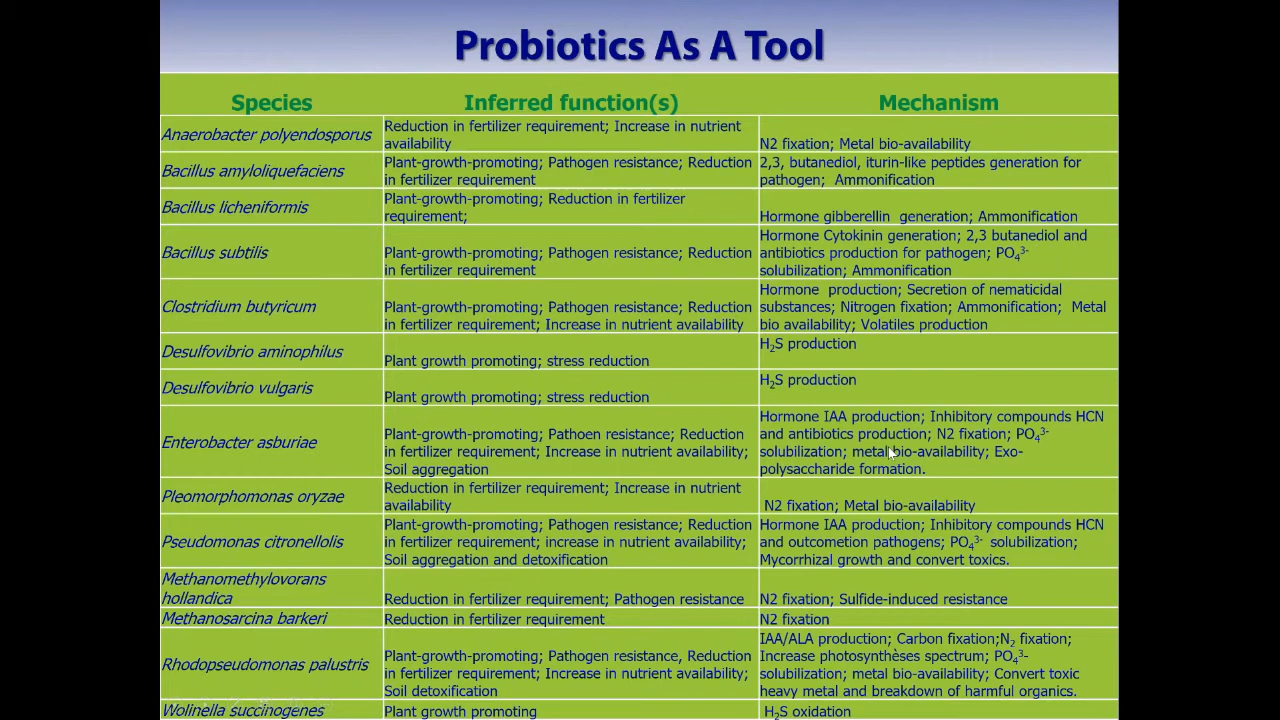 Probiotics As A Tool
Species Inferred function(s) Mechanism
Anaerobacter polyendosporus
Reduction in fertilizer requirement; Increase in nutrient
availability
N2 fixation; Metal bio-availability
Bacillus amyloliquefaciens
Plant-growth-promoting; Pathogen resistance; Reduction
in fertilizer requirement
2,3, butanediol, iturin-like peptides generation for
pathogen; Ammonification
Bacillus licheniformis
Plant-growth-promoting; Reduction in fertilizer
requirement;
Hormone gibberellin generation; Ammonification
Bacillus subtilis
Plant-growth-promoting; Pathogen resistance; Reduction
in fertilizer requirement
Hormone Cytokinin generation; 2,3 butanediol and
antibiotics production for pathogen; PO₄³⁻
solubilization; Ammonification
Clostridium butyricum
Plant-growth-promoting; Pathogen resistance; Reduction
in fertilizer requirement; Increase in nutrient availability
Hormone production; Secretion of nematicidal
substances; Nitrogen fixation; Ammonification; Metal
bio availability; Volatiles production
Desulfovibrio aminophilus
Plant growth promoting; stress reduction
H₂S production
Desulfovibrio vulgaris
Plant growth promoting; stress reduction
H₂S production
Enterobacter asburiae
Plant-growth-promoting; Pathoen resistance; Reduction
in fertilizer requirement; Increase in nutrient availability;
Soil aggregation
Hormone IAA production; Inhibitory compounds HCN
and antibiotics production; N2 fixation; PO₄³⁻
solubilization; metal bio-availability; Exo-
polysaccharide formation.
Pleomorphomonas oryzae
Reduction in fertilizer requirement; Increase in nutrient
availability
N2 fixation; Metal bio-availability
Pseudomonas citronellolis
Plant-growth-promoting; Pathogen resistance; Reduction
in fertilizer requirement; increase in nutrient availability;
Soil aggregation and detoxification
Hormone IAA production; Inhibitory compounds HCN
and outcometion pathogens; PO₄³⁻ solubilization;
Mycorrhizal growth and convert toxics.
Methanomethylovorans
hollandica
Reduction in fertilizer requirement; Pathogen resistance
N2 fixation; Sulfide-induced resistance
Methanosarcina barkeri
Reduction in fertilizer requirement
N2 fixation
Rhodopseudomonas palustris
Plant-growth-promoting; Pathogen resistance, Reduction
in fertilizer requirement; Increase in nutrient availability;
Soil detoxification
IAA/ALA production; Carbon fixation;N₂ fixation;
Increase photosynthèses spectrum; PO₄³⁻
solubilization; metal bio-availability; Convert toxic
heavy metal and breakdown of harmful organics.
Wolinella succinogenes
Plant growth promoting
H₂S oxidation